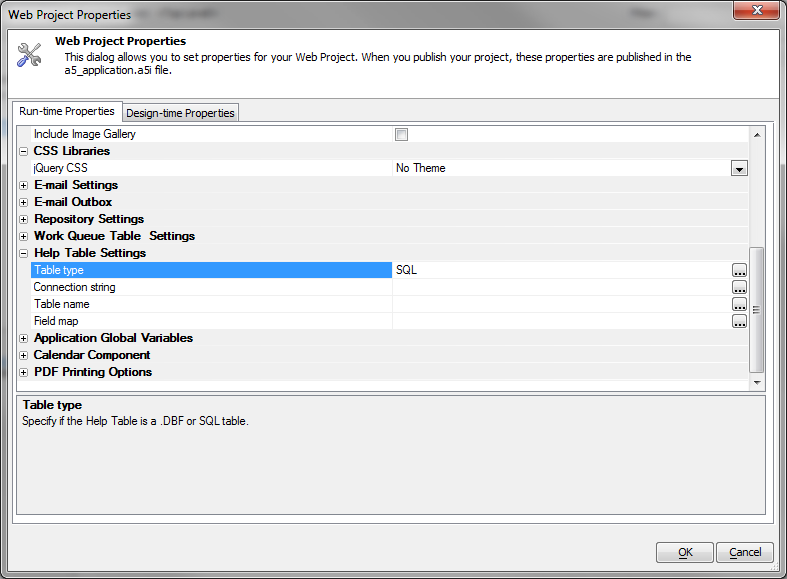 Web Project Properties
Web Project Properties
This dialog allows you to set properties for your Web Project. When you publish your project, these properties are published in the
a5_application.a5i file.
Run-time Properties Design-time Properties
Include Image Gallery
CSS Libraries
jQuery CSS No Theme
E-mail Settings
E-mail Outbox
Repository Settings
Work Queue Table Settings
Help Table Settings
Table type SQL ...
Connection string ...
Table name ...
Field map ...
Application Global Variables
Calendar Component
PDF Printing Options
Table type
Specify if the Help Table is a .DBF or SQL table.
OK Cancel